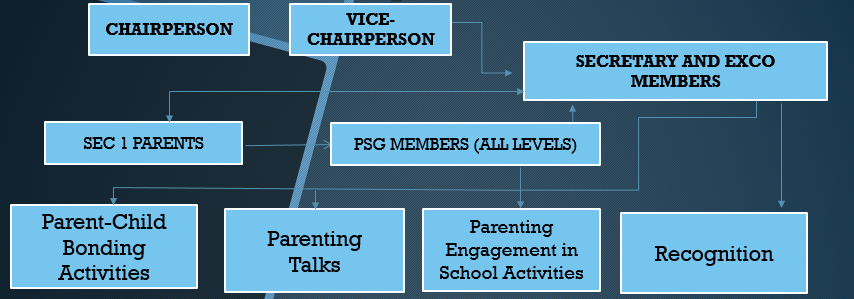 CHAIRPERSON
VICE-
CHAIRPERSON
SECRETARY AND EXCO
MEMBERS
SEC 1 PARENTS
PSG MEMBERS (ALL LEVELS)
Parent-Child
Bonding
Activities
Parenting
Talks
Parenting
Engagement in
School Activities
Recognition